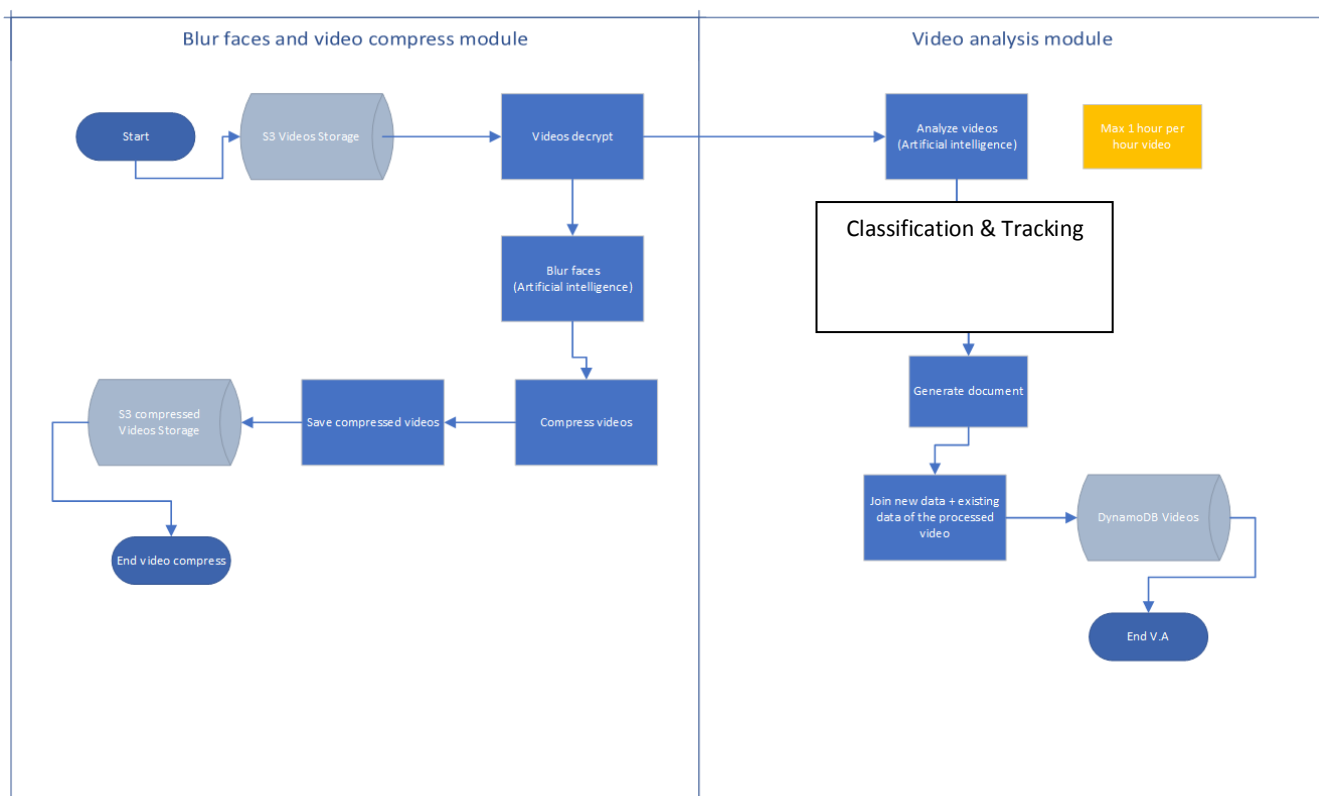 Blur faces and video compress module
Video analysis module
Start
S3 Videos Storage
Videos decrypt
Analyze videos
(Artificial intelligence)
Max 1 hour per
hour video
Classification & Tracking
Blur faces
(Artificial intelligence)
Generate document
S3 compressed
Videos Storage
Save compressed videos
Compress videos
Join new data + existing
data of the processed
video
DynamoDB Videos
End video compress
End V.A